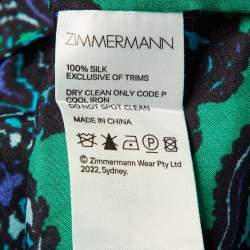 ZIMMERMANN
100% SILK
EXCLUSIVE OF TRIMS
DRY CLEAN ONLY CODE P
COOL IRON
DO NOT SPOT CLEAN
MADE IN CHINA
© Zimmermann Wear Pty Ltd
2022, Sydney.